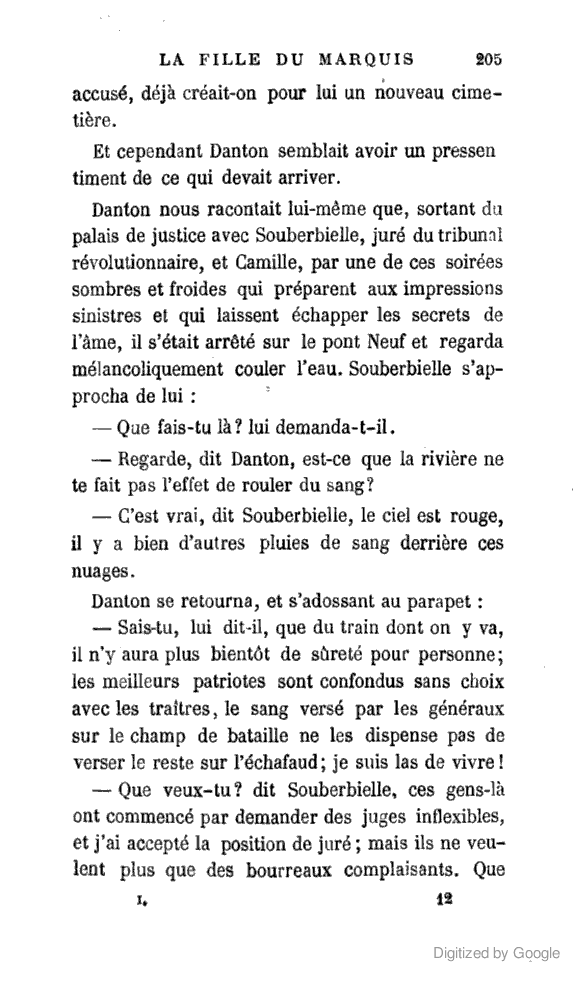 LA FILLE DU MARQUIS 205
accusé, déjà créait-on pour lui un nouveau cime-
tière.
Et cependant Danton semblait avoir un pressen
timent de ce qui devait arriver.
Danton nous racontait lui-même que, sortant du
palais de justice avec Souberbielle, juré du tribunal
révolutionnaire, et Camille, par une de ces soirées
sombres et froides qui préparent aux impressions
sinistres et qui laissent échapper les secrets de
l'âme, il s'était arrêté sur le pont Neuf et regarda
mélancoliquement couler l'eau. Souberbielle s'ap-
procha de lui :
— Que fais-tu là? lui demanda-t-il.
— Regarde, dit Danton, est-ce que la rivière ne
te fait pas l'effet de rouler du sang?
— C'est vrai, dit Souberbielle, le ciel est rouge,
il y a bien d'autres pluies de sang derrière ces
nuages.
Danton se retourna, et s'adossant au parapet :
— Sais-tu, lui dit-il, que du train dont on y va,
il n'y aura plus bientôt de sûreté pour personne;
les meilleurs patriotes sont confondus sans choix
avec les traîtres, le sang versé par les généraux
sur le champ de bataille ne les dispense pas de
verser le reste sur l'échafaud; je suis las de vivre!
— Que veux-tu? dit Souberbielle, ces gens-là
ont commencé par demander des juges inflexibles,
et j'ai accepté la position de juré; mais ils ne veu-
lent plus que des bourreaux complaisants. Que
I. 12
Digitized by Google